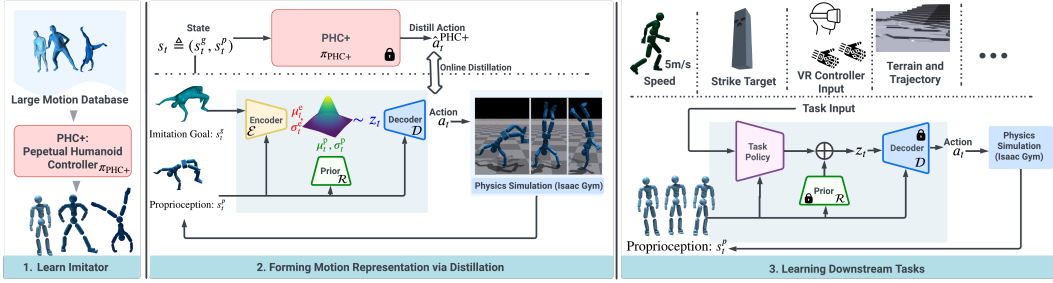 Large Motion Database
PHC+:
Pepetual Humanoid
Controller π_PHC+
1. Learn Imitator
State
s_t ≜ (s_t^g, s_t^p)
PHC+
π_PHC+
Distill Action
â_t^PHC+
Online Distillation
Imitation Goal: s_t^g
Encoder
ℰ
μ_t^e
σ_t^e
μ_t^p, σ_t^p
~ z_t
Decoder
𝒟
Action
a_t
Prior
ℛ
Proprioception: s_t^p
Physics Simulation (Isaac Gym)
2. Forming Motion Representation via Distillation
5m/s
Speed
Strike Target
VR Controller
Input
Terrain and
Trajectory
Task Input
Task
Policy
z_t
Decoder
𝒟
Action
a_t
Physics
Simulation
(Isaac Gym)
Prior
ℛ
Proprioception: s_t^p
3. Learning Downstream Tasks